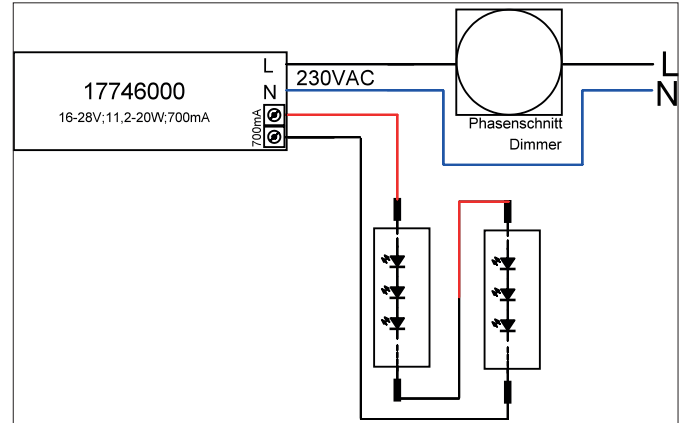 L
L
230VAC
17746000
N
N
16-28V;11,2-20W;700mA
700mA
Phasenschnitt
Dimmer